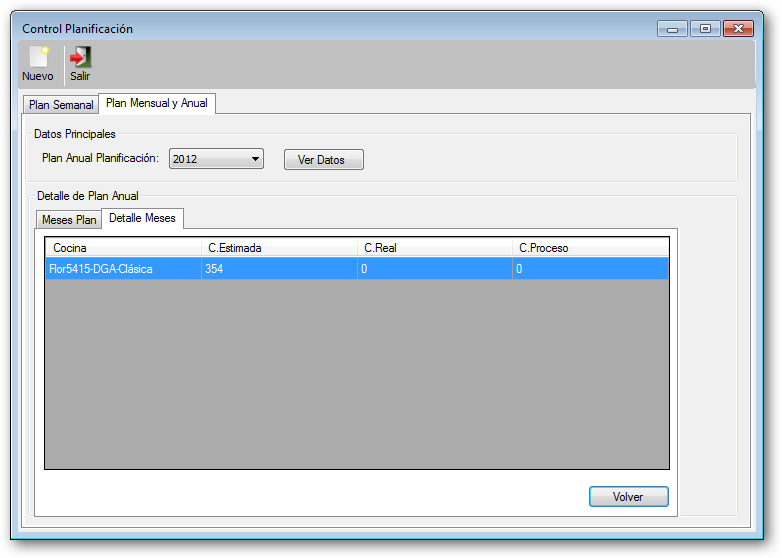 Control Planificación
Nuevo Salir
Plan Semanal Plan Mensual y Anual
Datos Principales
Plan Anual Planificación: 2012 Ver Datos
Detalle de Plan Anual
Meses Plan Detalle Meses
Cocina C.Estimada C.Real C.Proceso
Flor5415-DGA-Clásica 354 0 0
Volver